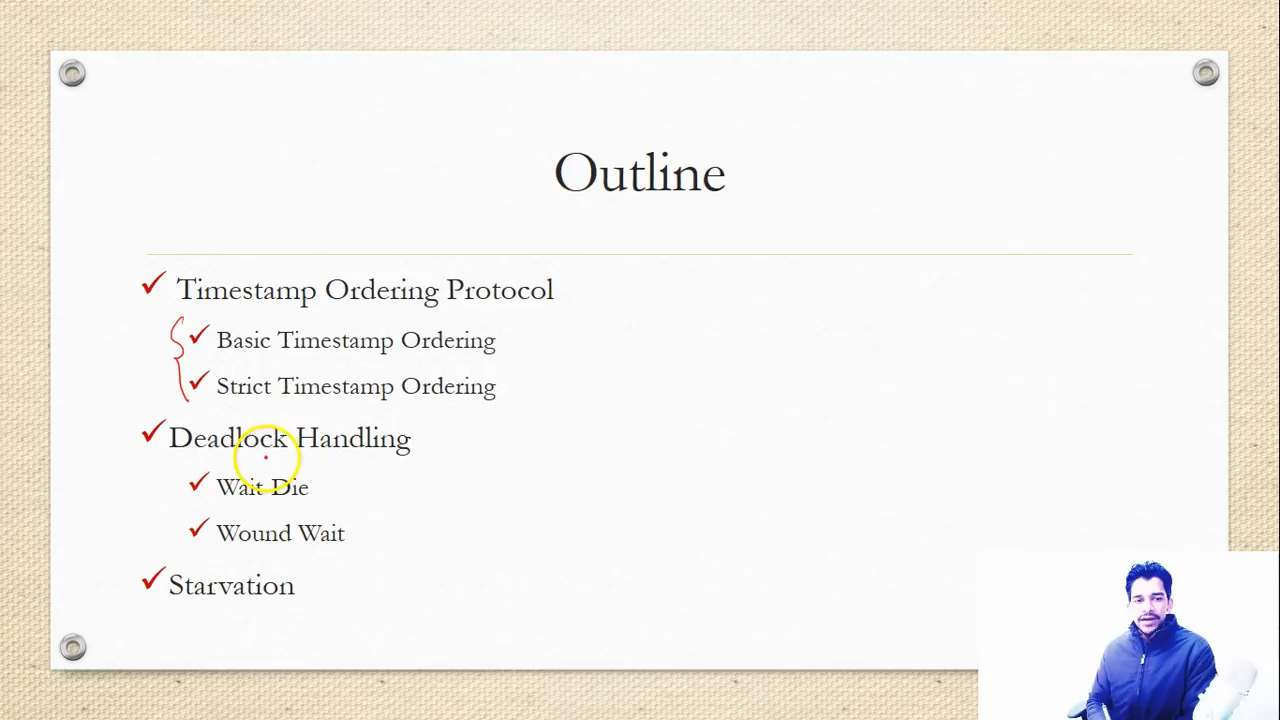 Outline
Timestamp Ordering Protocol
Basic Timestamp Ordering
Strict Timestamp Ordering
Deadlock Handling
Wait Die
Wound Wait
Starvation